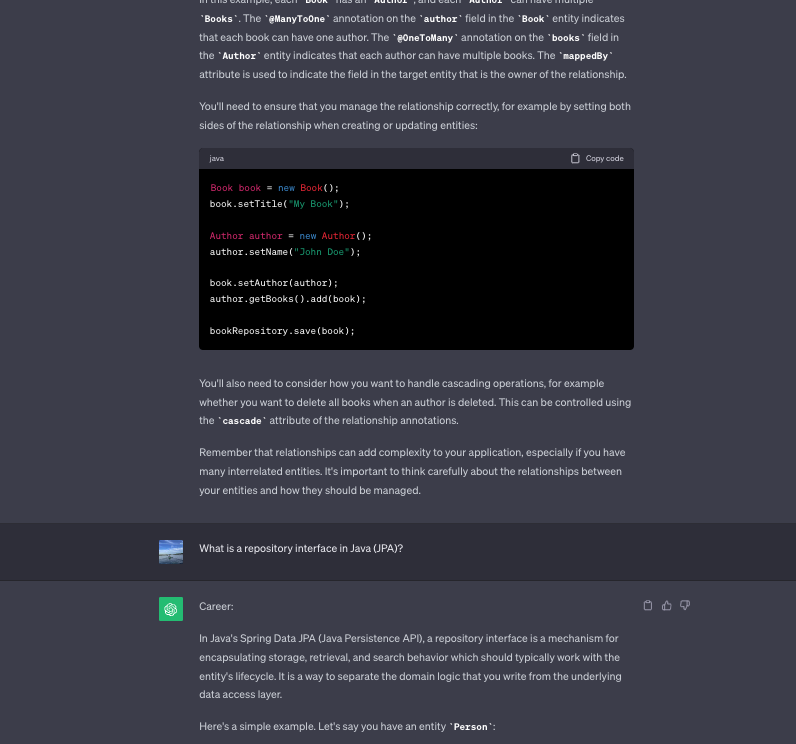 In this example, each `Book` has an `Author`, and each `Author` can have multiple
`Books`. The `@ManyToOne` annotation on the `author` field in the `Book` entity indicates
that each book can have one author. The `@OneToMany` annotation on the `books` field in
the `Author` entity indicates that each author can have multiple books. The `mappedBy`
attribute is used to indicate the field in the target entity that is the owner of the relationship.
You'll need to ensure that you manage the relationship correctly, for example by setting both
sides of the relationship when creating or updating entities:
java Copy code
Book book = new Book();
book.setTitle("My Book");
Author author = new Author();
author.setName("John Doe");
book.setAuthor(author);
author.getBooks().add(book);
bookRepository.save(book);
You'll also need to consider how you want to handle cascading operations, for example
whether you want to delete all books when an author is deleted. This can be controlled using
the `cascade` attribute of the relationship annotations.
Remember that relationships can add complexity to your application, especially if you have
many interrelated entities. It's important to think carefully about the relationships between
your entities and how they should be managed.
What is a repository interface in Java (JPA)?
Career:
In Java's Spring Data JPA (Java Persistence API), a repository interface is a mechanism for
encapsulating storage, retrieval, and search behavior which should typically work with the
entity's lifecycle. It is a way to separate the domain logic that you write from the underlying
data access layer.
Here's a simple example. Let's say you have an entity `Person`: